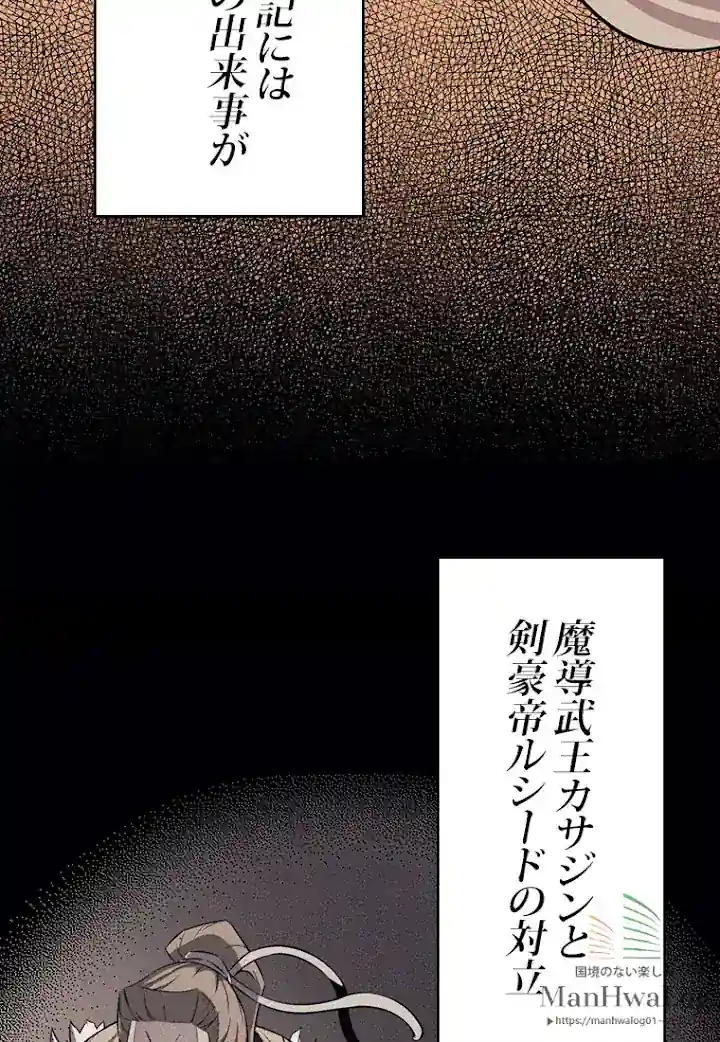 記には
の出来事が
魔導武王カサジンと
剣豪帝ルシードの対立
国境のない楽し
ManHwa
▶https://manhwalog01-